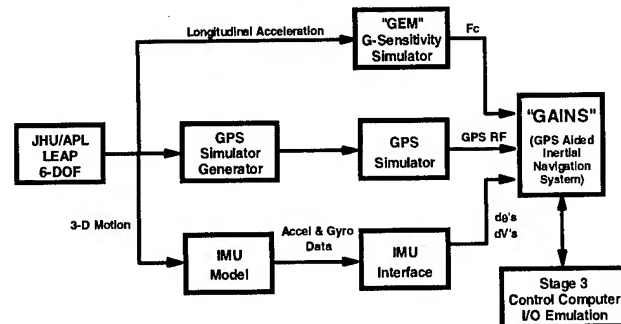 Longitudinal Acceleration
"GEM"
G-Sensitivity
Simulator
Fc
"GAINS"
(GPS Aided
Inertial
Navigation
System)
JHU/APL
LEAP
6-DOF
GPS
Simulator
Generator
GPS
Simulator
GPS RF
3-D Motion
IMU
Model
Accel & Gyro
Data
IMU
Interface
dθ's
dV's
Stage 3
Control Computer
I/O Emulation